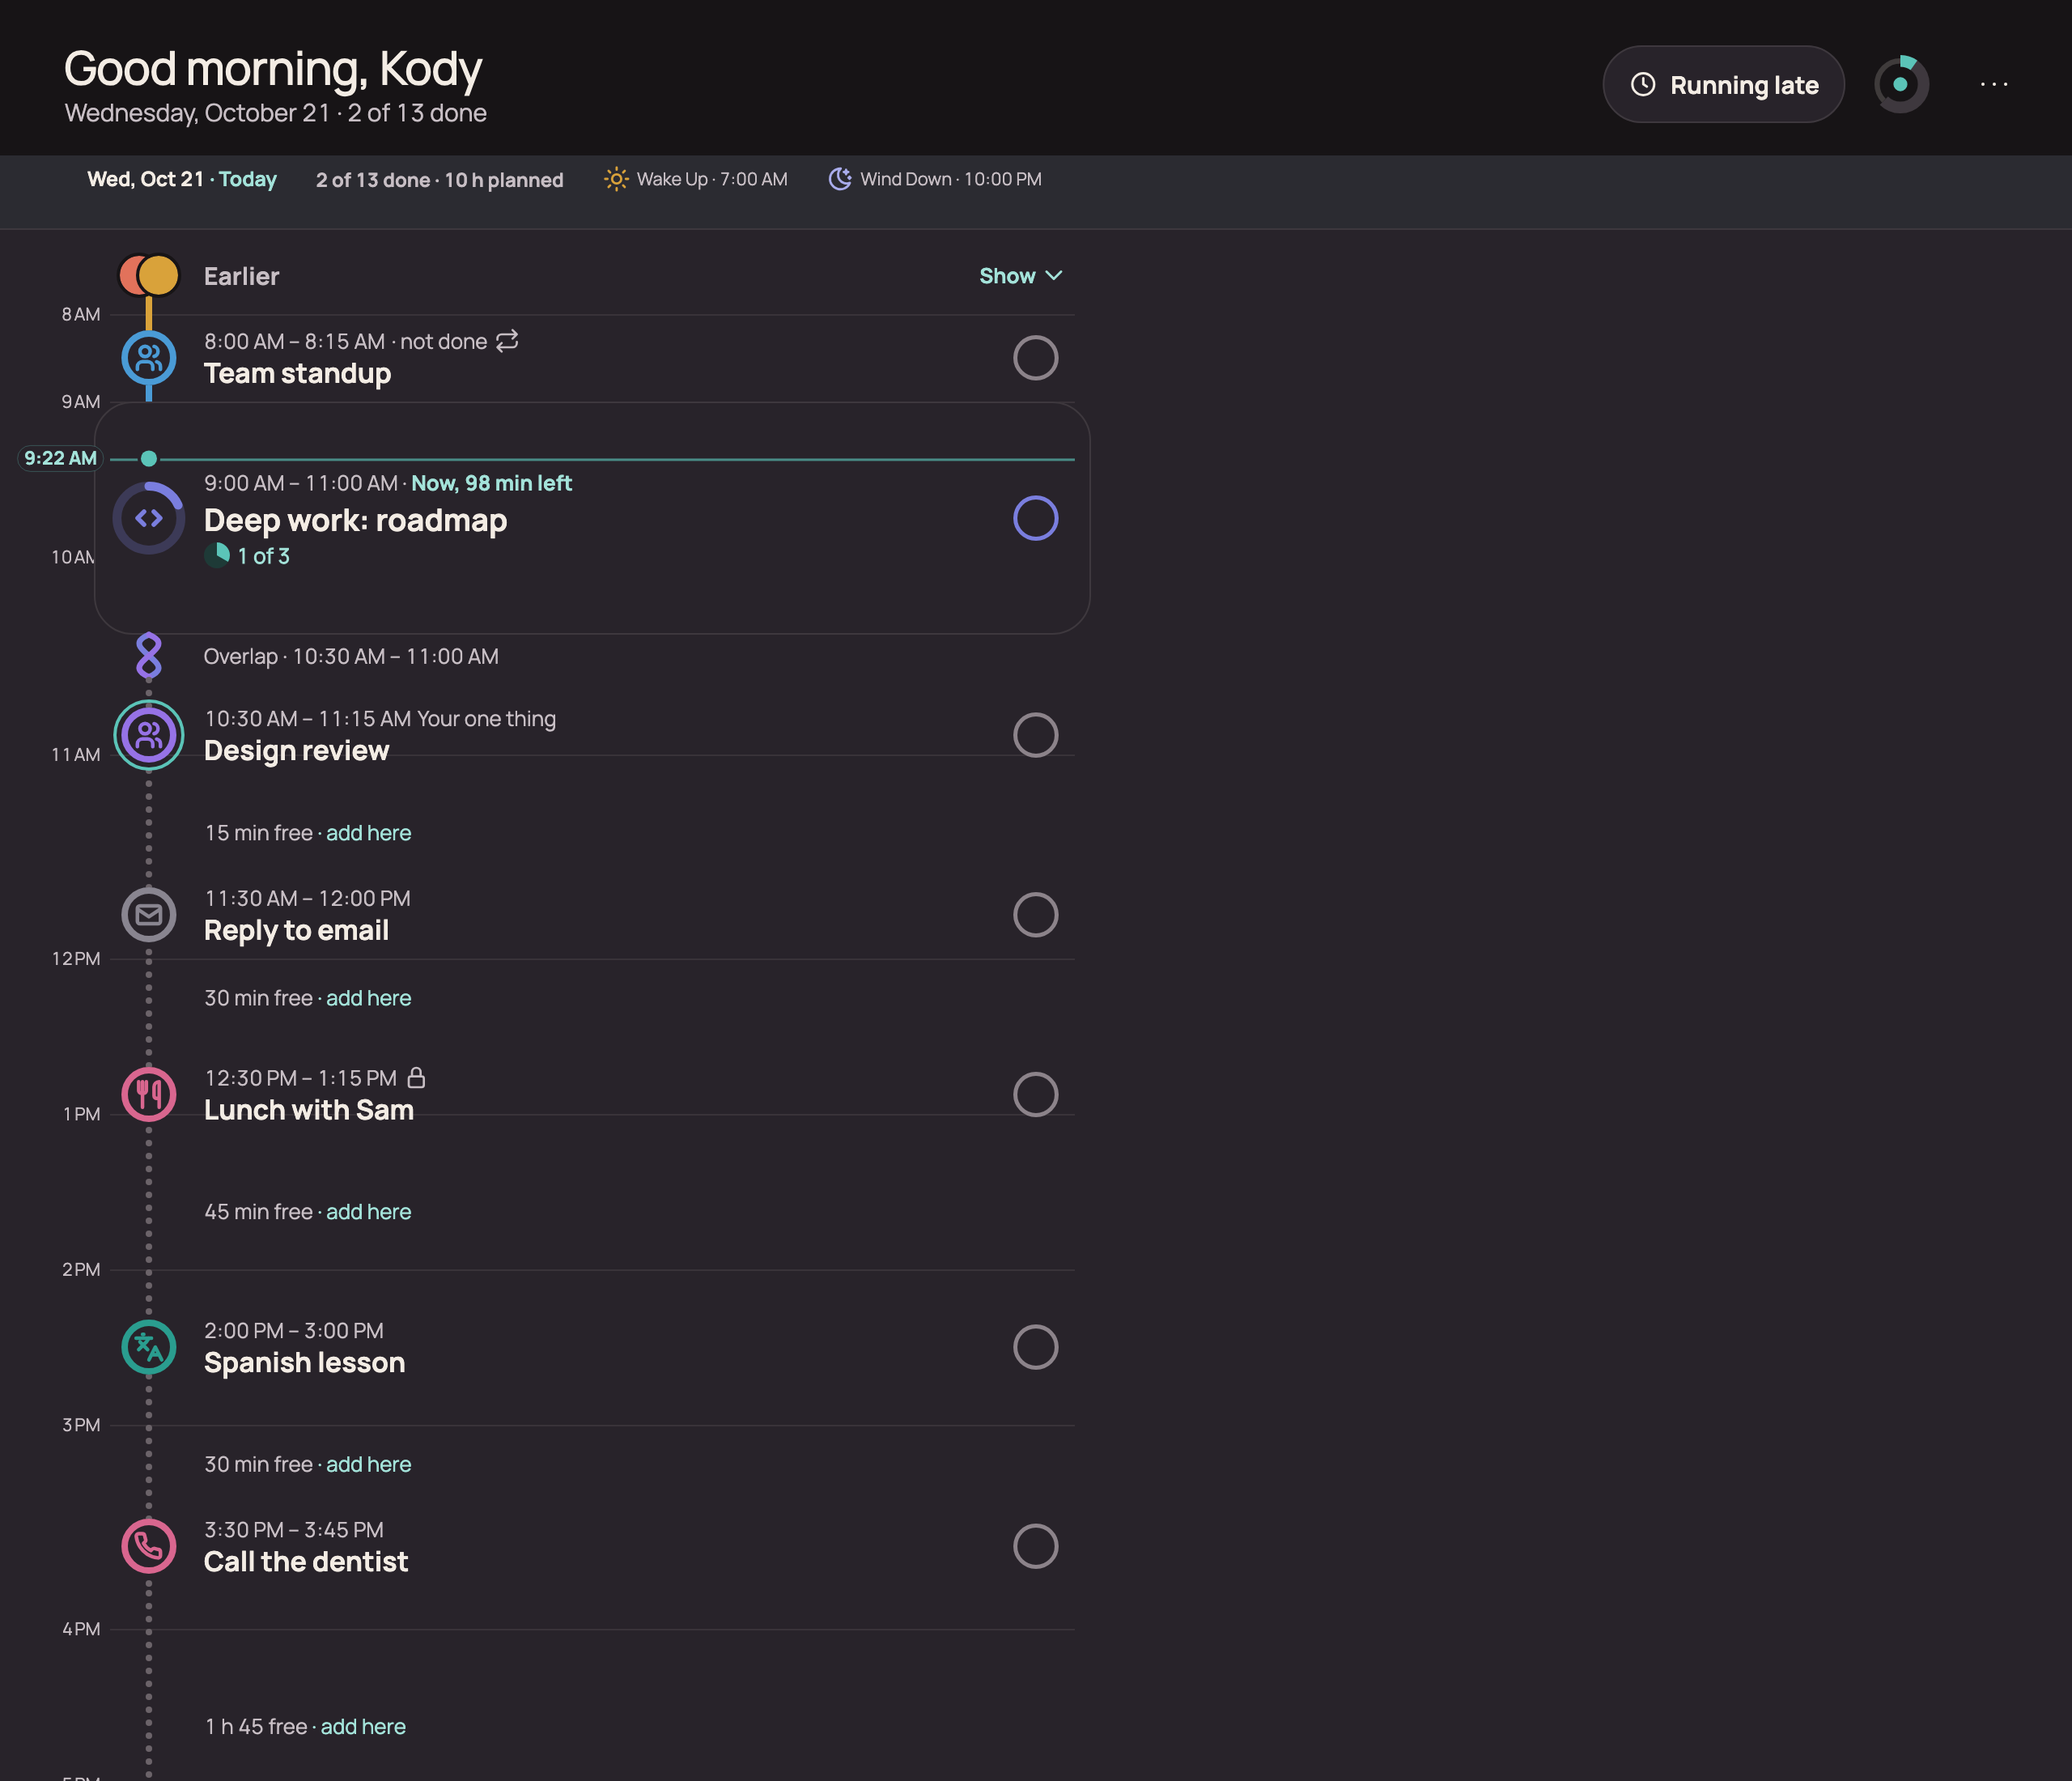 Good morning, Kody
Wednesday, October 21 · 2 of 13 done
Running late
Wed, Oct 21 · Today
2 of 13 done · 10 h planned
Wake Up · 7:00 AM
Wind Down · 10:00 PM
Earlier
Show
8 AM
8:00 AM – 8:15 AM · not done
Team standup
9 AM
9:22 AM
9:00 AM – 11:00 AM · Now, 98 min left
Deep work: roadmap
10 AM
1 of 3
Overlap · 10:30 AM – 11:00 AM
10:30 AM – 11:15 AM Your one thing
Design review
11 AM
15 min free · add here
11:30 AM – 12:00 PM
Reply to email
12 PM
30 min free · add here
12:30 PM – 1:15 PM
Lunch with Sam
1 PM
45 min free · add here
2 PM
2:00 PM – 3:00 PM
Spanish lesson
3 PM
30 min free · add here
3:30 PM – 3:45 PM
Call the dentist
4 PM
1 h 45 free · add here